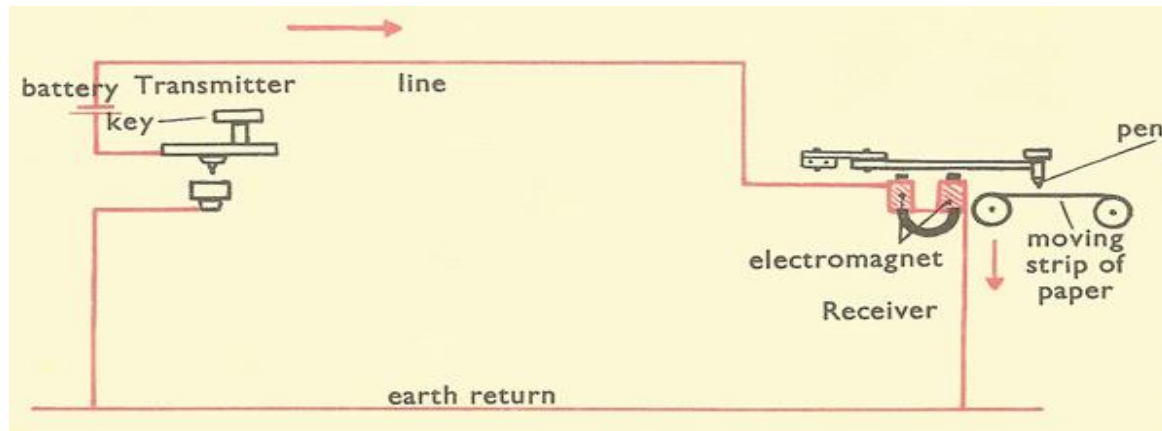 battery
Transmitter
line
key
pen
electromagnet
moving
strip of
paper
Receiver
earth return